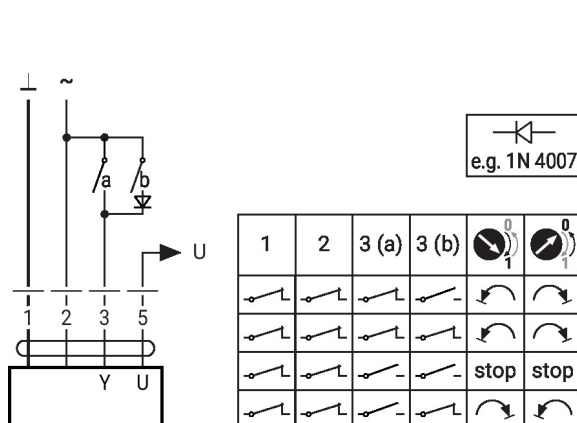 ⊥ ~
e.g. 1N 4007
a b
U
1 2 3 (a) 3 (b) 0 1 0 1
1 2 3 5
stop stop
Y U